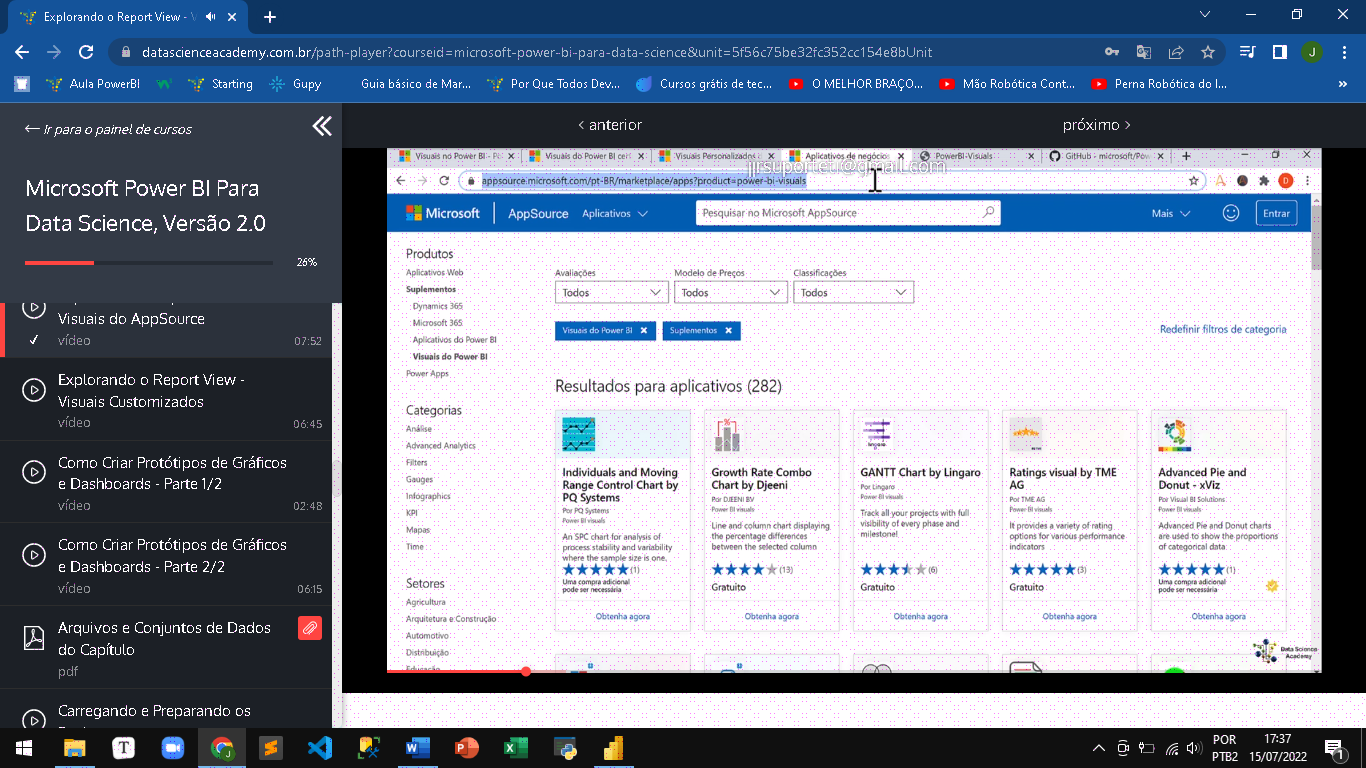 Explorando o Report View - V
datascienceacademy.com.br/path-player?courseid=microsoft-power-bi-para-data-science&unit=5f56c75be32fc352cc154e8bUnit
J
Aula PowerBI
Starting
Gupy
Guia básico de Mar...
Por Que Todos Dev...
Cursos grátis de tec...
O MELHOR BRAÇO...
Mão Robótica Cont...
Perna Robótica do I...
»
← Ir para o painel de cursos
Microsoft Power BI Para
Data Science, Versão 2.0
26%
Visuais do AppSource
vídeo
07:52
Explorando o Report View -
Visuais Customizados
vídeo
06:45
Como Criar Protótipos de Gráficos
e Dashboards - Parte 1/2
vídeo
02:48
Como Criar Protótipos de Gráficos
e Dashboards - Parte 2/2
vídeo
06:15
Arquivos e Conjuntos de Dados
do Capítulo
pdf
Carregando e Preparando os
‹ anterior
próximo ›
Visuais no Power BI - Po
Visuais do Power BI cert
Visuais Personalizados
Aplicativos de negócio
PowerBI-Visuals
GitHub - microsoft/Pow
appsource.microsoft.com/pt-BR/marketplace/apps?product=power-bi-visuals
D
Microsoft
AppSource
Aplicativos
Pesquisar no Microsoft AppSource
Mais
Entrar
Produtos
Aplicativos Web
Suplementos
Dynamics 365
Microsoft 365
Aplicativos do Power BI
Visuais do Power BI
Power Apps
Categorias
Análise
Advanced Analytics
Filters
Gauges
Infographics
KPI
Mapas
Time
Setores
Agricultura
Arquitetura e Construção
Automotivo
Distribuição
Educação
Avaliações
Modelo de Preços
Classificações
Todos
Todos
Todos
Visuais do Power BI
Suplementos
Redefinir filtros de categoria
Resultados para aplicativos (282)
Individuals and Moving
Range Control Chart by
PQ Systems
Por PQ Systems
Power BI visuals
An SPC chart for analysis of
process stability and variability
where the sample size is one.
(1)
Uma compra adicional
pode ser necessária
Obtenha agora
Growth Rate Combo
Chart by Djeeni
Por DJEENI BV
Power BI visuals
Line and column chart displaying
the percentage differences
between the selected column
(13)
Gratuito
Obtenha agora
GANTT Chart by Lingaro
Por Lingaro
Power BI visuals
Track all your projects with full
visibility of every phase and
milestone!
(6)
Gratuito
Obtenha agora
Ratings visual by TME
AG
Por TME AG
Power BI visuals
It provides a variety of rating
options for various performance
indicators
(3)
Gratuito
Obtenha agora
Advanced Pie and
Donut - xViz
Por Visual BI Solutions
Power BI visuals
Advanced Pie and Donut charts
are used to show the proportions
of categorical data
(1)
Uma compra adicional
pode ser necessária
Obtenha agora
Data Science
Academy
POR
PTB2
17:37
15/07/2022
1